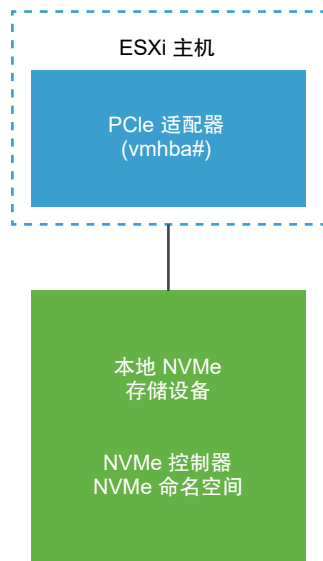 ESXi 主机
PCIe 适配器
(vmhba#)
本地 NVMe
存储设备
NVMe 控制器
NVMe 命名空间